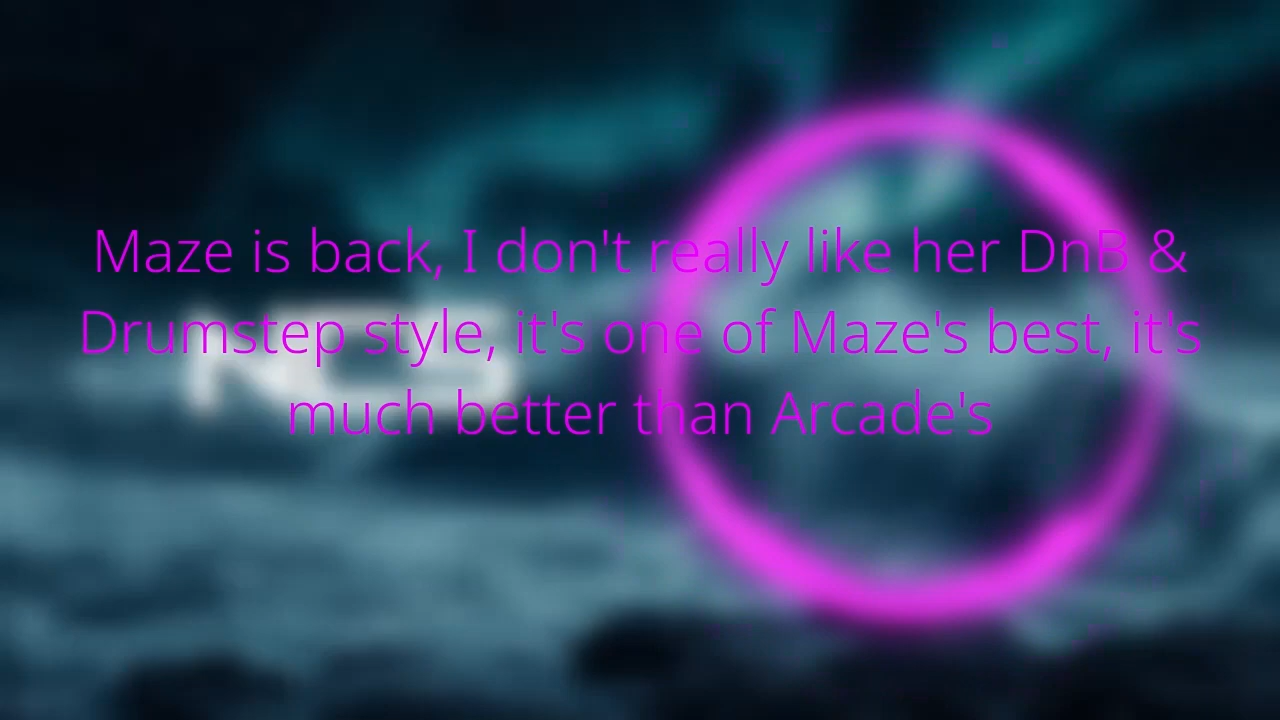 Maze is back, I don't really like her DnB &
Drumstep style, it's one of Maze's best, it's
much better than Arcade's
NCS